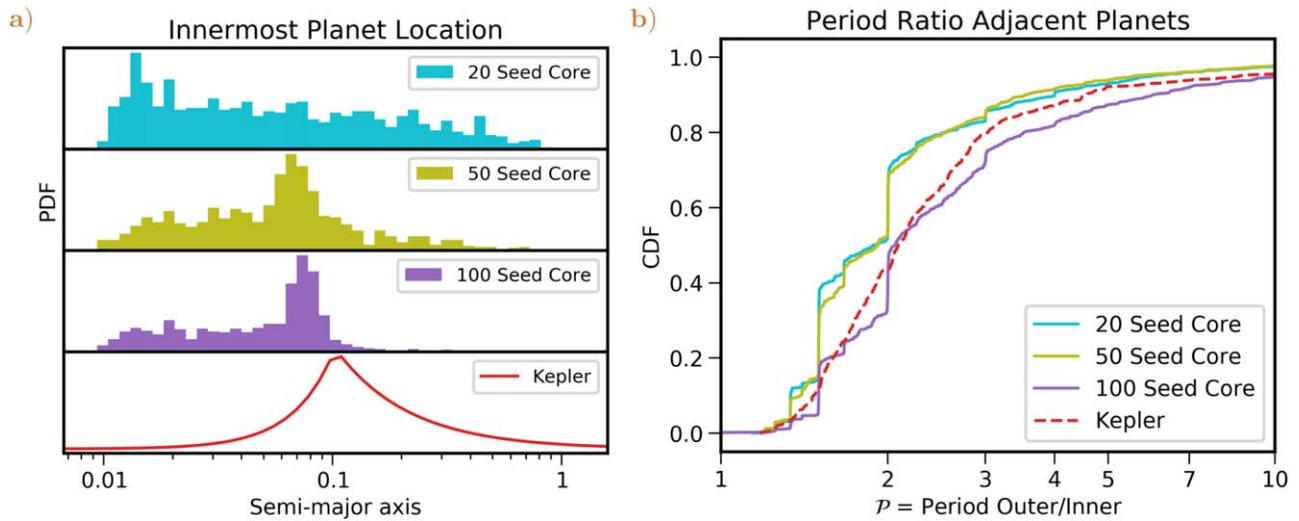 a)
Innermost Planet Location
20 Seed Core
50 Seed Core
100 Seed Core
Kepler
PDF
0.01 0.1 1
Semi-major axis
b)
Period Ratio Adjacent Planets
1.0
0.8
0.6
0.4
0.2
0.0
CDF
20 Seed Core
50 Seed Core
100 Seed Core
Kepler
1 2 3 4 5 7 10
𝒫 = Period Outer/Inner